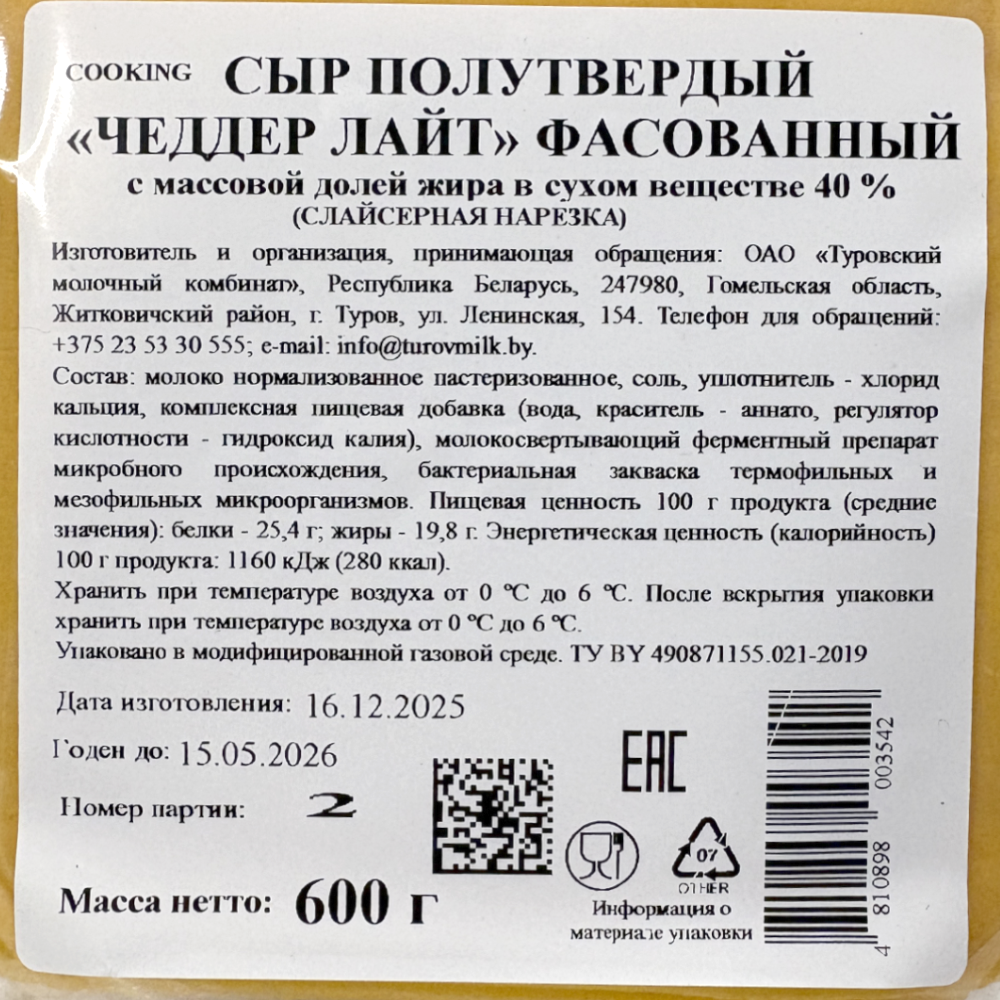 COOKING СЫР ПОЛУТВЕРДЫЙ
«ЧЕДДЕР ЛАЙТ» ФАСОВАННЫЙ
с массовой долей жира в сухом веществе 40 %
(СЛАЙСЕРНАЯ НАРЕЗКА)
Изготовитель и организация, принимающая обращения: ОАО «Туровский
молочный комбинат», Республика Беларусь, 247980, Гомельская область,
Житковичский район, г. Туров, ул. Ленинская, 154. Телефон для обращений:
+375 23 53 30 555; e-mail: info@turovmilk.by.
Состав: молоко нормализованное пастеризованное, соль, уплотнитель - хлорид
кальция, комплексная пищевая добавка (вода, краситель - аннато, регулятор
кислотности - гидроксид калия), молокосвертывающий ферментный препарат
микробного происхождения, бактериальная закваска термофильных и
мезофильных микроорганизмов. Пищевая ценность 100 г продукта (средние
значения): белки - 25,4 г; жиры - 19,8 г. Энергетическая ценность (калорийность)
100 г продукта: 1160 кДж (280 ккал).
Хранить при температуре воздуха от 0 °С до 6 °С. После вскрытия упаковки
хранить при температуре воздуха от 0 °С до 6 °С.
Упаковано в модифицированной газовой среде. ТУ BY 490871155.021-2019
Дата изготовления: 16.12.2025
Годен до: 15.05.2026
Номер партии: 2
Масса нетто: 600 г
EAC
07
OTHER
Информация о
материале упаковки
4 810898 003542